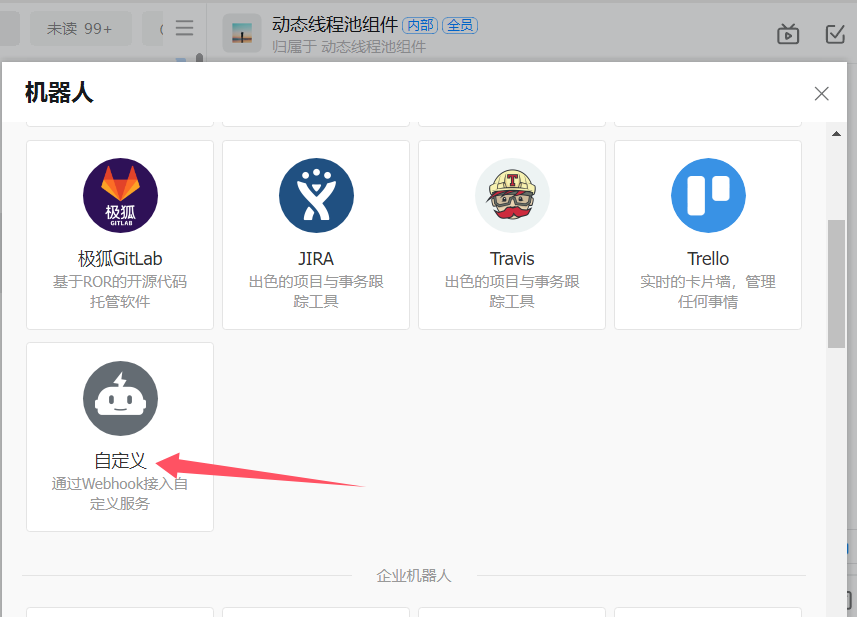 未读 99+
动态线程池组件 内部 全员
归属于 动态线程池组件
机器人
极狐
GITLAB
极狐GitLab
基于ROR的开源代码
托管软件
JIRA
出色的项目与事务跟
踪工具
T
Travis
出色的项目与事务跟
踪工具
Trello
实时的卡片墙，管理
任何事情
自定义
通过Webhook接入自
定义服务
企业机器人